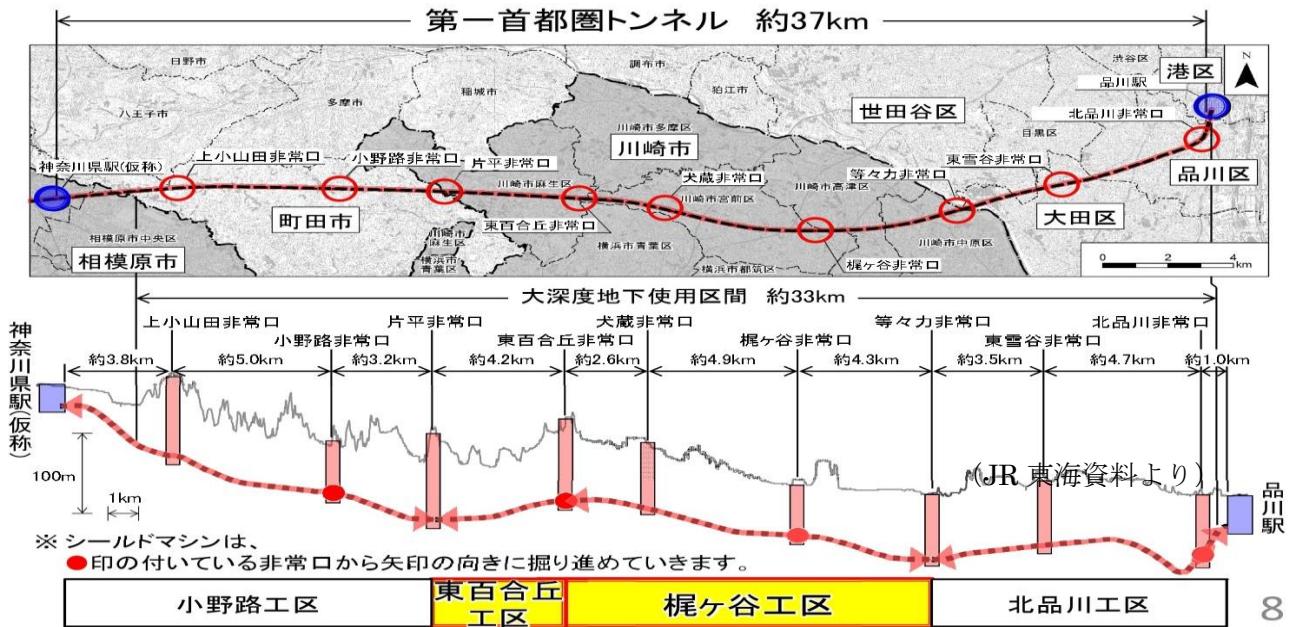 第一首都圏トンネル 約37km
日野市
調布市
渋谷区
港区
N
八王子市
多摩市
稲城市
狛江市
世田谷区
品川駅
北品川非常口
川崎市多摩区
川崎市
目黒区
神奈川県駅(仮称)
上小山田非常口
小野路非常口
片平非常口
犬蔵非常口
等々力非常口
東雪谷非常口
品川区
川崎市麻生区
川崎市高津区
川崎市宮前区
町田市
大田区
東百合丘非常口
相模原市中央区
相模原市
川崎市
麻生区
横浜市
青葉区
横浜市青葉区
横浜市都筑区
梶ヶ谷非常口
川崎市中原区
0 2 4
km
大深度地下使用区間 約33km
上小山田非常口
片平非常口
犬蔵非常口
等々力非常口
北品川非常口
小野路非常口
東百合丘非常口
梶ヶ谷非常口
東雪谷非常口
神奈川県駅(仮称)
約3.8km
約5.0km
約3.2km
約4.2km
約2.6km
約4.9km
約4.3km
約3.5km
約4.7km
約1.0km
100m
1km
(JR 東海資料より)
品川駅
※ シールドマシンは、
●印の付いている非常口から矢印の向きに掘り進めていきます。
小野路工区
東百合丘
工区
梶ヶ谷工区
北品川工区
8